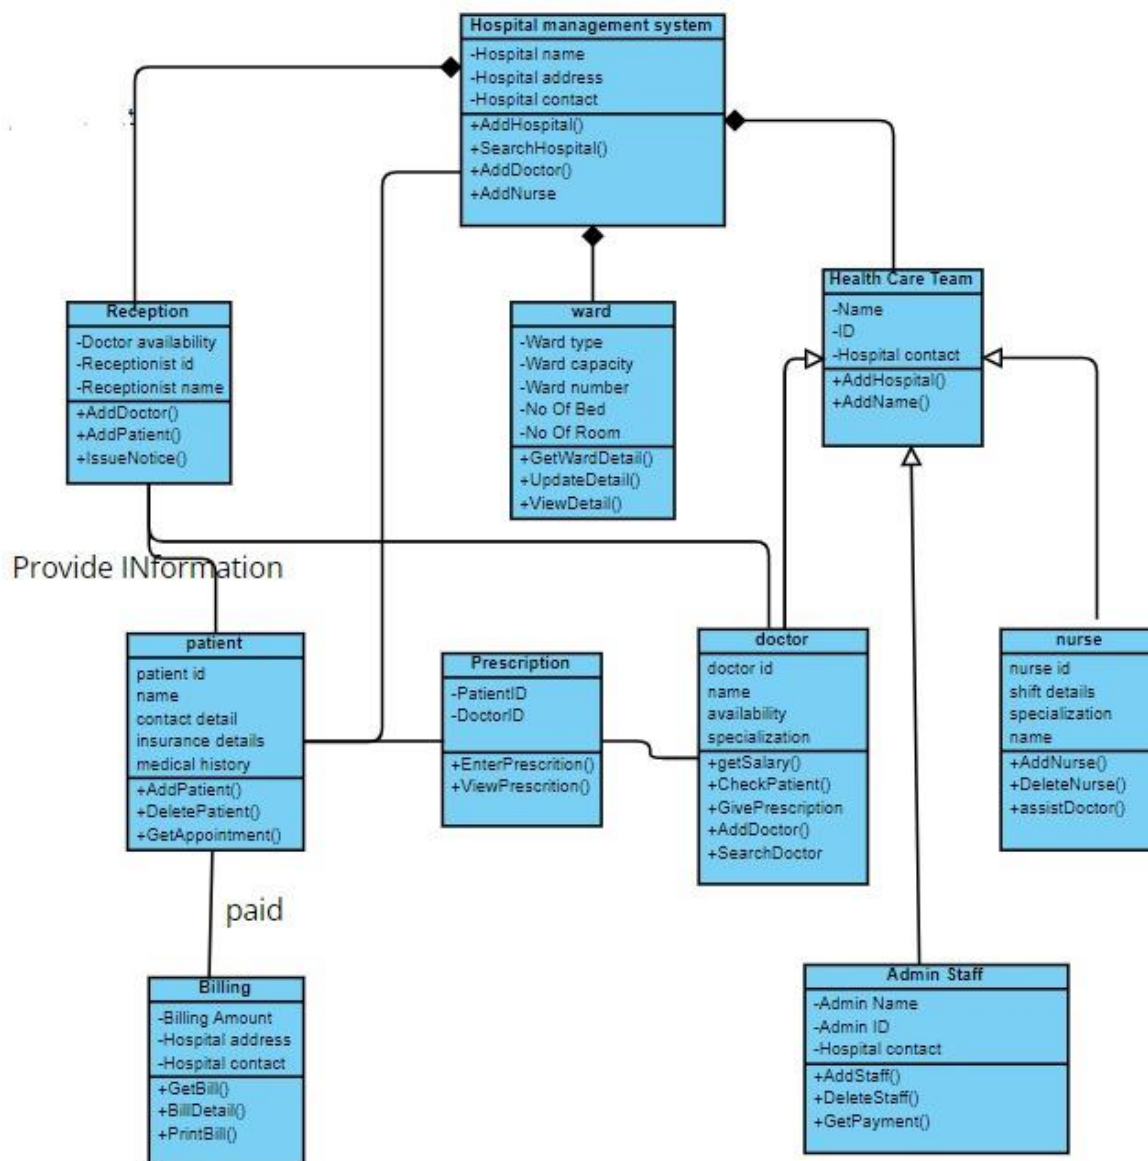 Hospital management system
-Hospital name
-Hospital address
-Hospital contact
+AddHospital()
+SearchHospital()
+AddDoctor()
+AddNurse
Reception
-Doctor availability
-Receptionist id
-Receptionist name
+AddDoctor()
+AddPatient()
+IssueNotice()
ward
-Ward type
-Ward capacity
-Ward number
-No Of Bed
-No Of Room
+GetWardDetail()
+UpdateDetail()
+ViewDetail()
Health Care Team
-Name
-ID
-Hospital contact
+AddHospital()
+AddName()
Provide INformation
patient
patient id
name
contact detail
insurance details
medical history
+AddPatient()
+DeletePatient()
+GetAppointment()
Prescription
-PatientID
-DoctorID
+EnterPrescrition()
+ViewPrescrition()
doctor
doctor id
name
availability
specialization
+getSalary()
+CheckPatient()
+GivePrescription
+AddDoctor()
+SearchDoctor
nurse
nurse id
shift details
specialization
name
+AddNurse()
+DeleteNurse()
+assistDoctor()
paid
Billing
-Billing Amount
-Hospital address
-Hospital contact
+GetBill()
+BillDetail()
+PrintBill()
Admin Staff
-Admin Name
-Admin ID
-Hospital contact
+AddStaff()
+DeleteStaff()
+GetPayment()